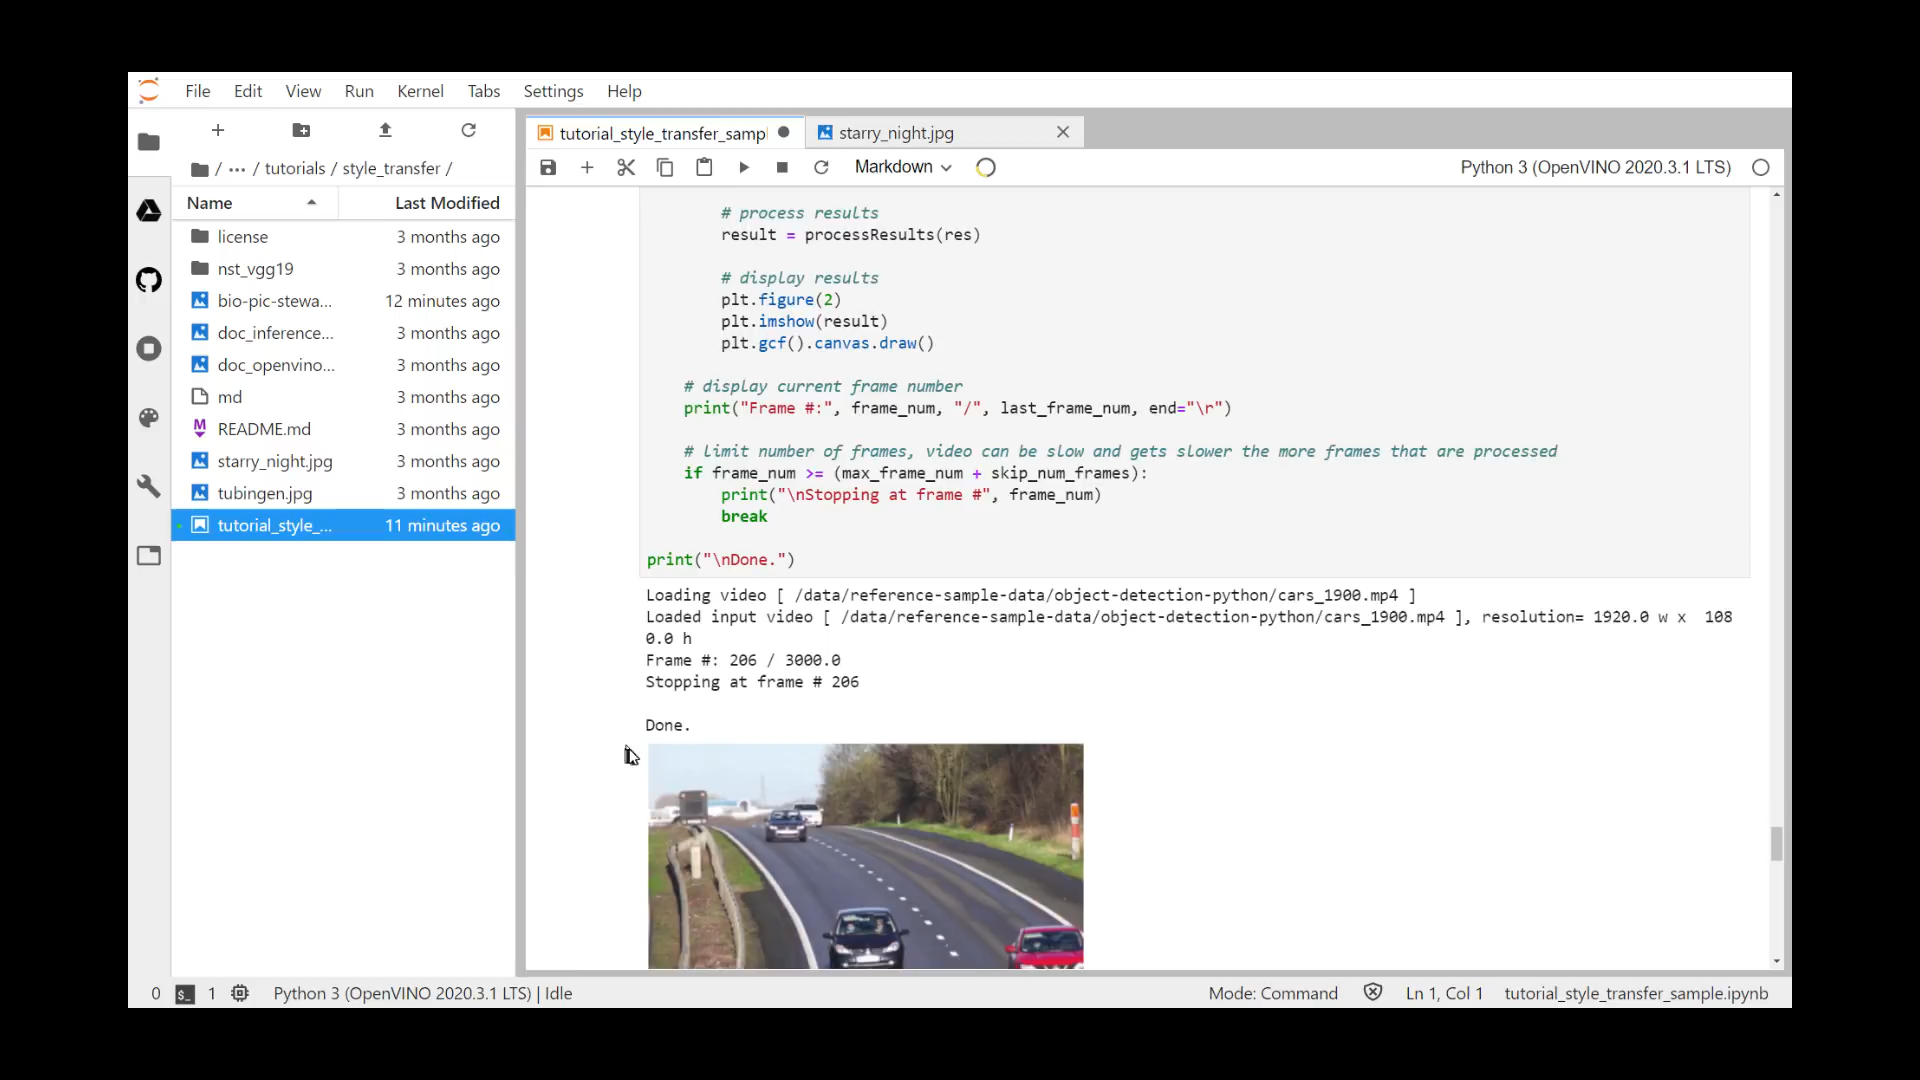 File Edit View Run Kernel Tabs Settings Help
tutorial_style_transfer_sampl starry_night.jpg
/ ··· / tutorials / style_transfer /
Markdown Python 3 (OpenVINO 2020.3.1 LTS)
Name Last Modified
license 3 months ago
nst_vgg19 3 months ago
bio-pic-stewa... 12 minutes ago
doc_inference... 3 months ago
doc_openvino... 3 months ago
md 3 months ago
README.md 3 months ago
starry_night.jpg 3 months ago
tubingen.jpg 3 months ago
tutorial_style_... 11 minutes ago
# process results
result = processResults(res)
# display results
plt.figure(2)
plt.imshow(result)
plt.gcf().canvas.draw()
# display current frame number
print("Frame #:", frame_num, "/", last_frame_num, end="\r")
# limit number of frames, video can be slow and gets slower the more frames that are processed
if frame_num >= (max_frame_num + skip_num_frames):
print("\nStopping at frame #", frame_num)
break
print("\nDone.")
Loading video [ /data/reference-sample-data/object-detection-python/cars_1900.mp4 ]
Loaded input video [ /data/reference-sample-data/object-detection-python/cars_1900.mp4 ], resolution= 1920.0 w x 108
0.0 h
Frame #: 206 / 3000.0
Stopping at frame # 206
Done.
0 $_ 1 Python 3 (OpenVINO 2020.3.1 LTS) | Idle Mode: Command Ln 1, Col 1 tutorial_style_transfer_sample.ipynb